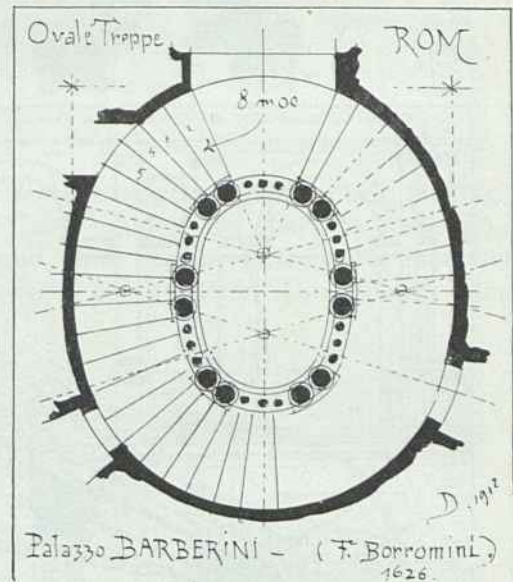 Ovale Treppe
ROM
8 m 00
2
4
5
D. 1912
Palazzo BARBERINI - (F. Borromini.)
1626